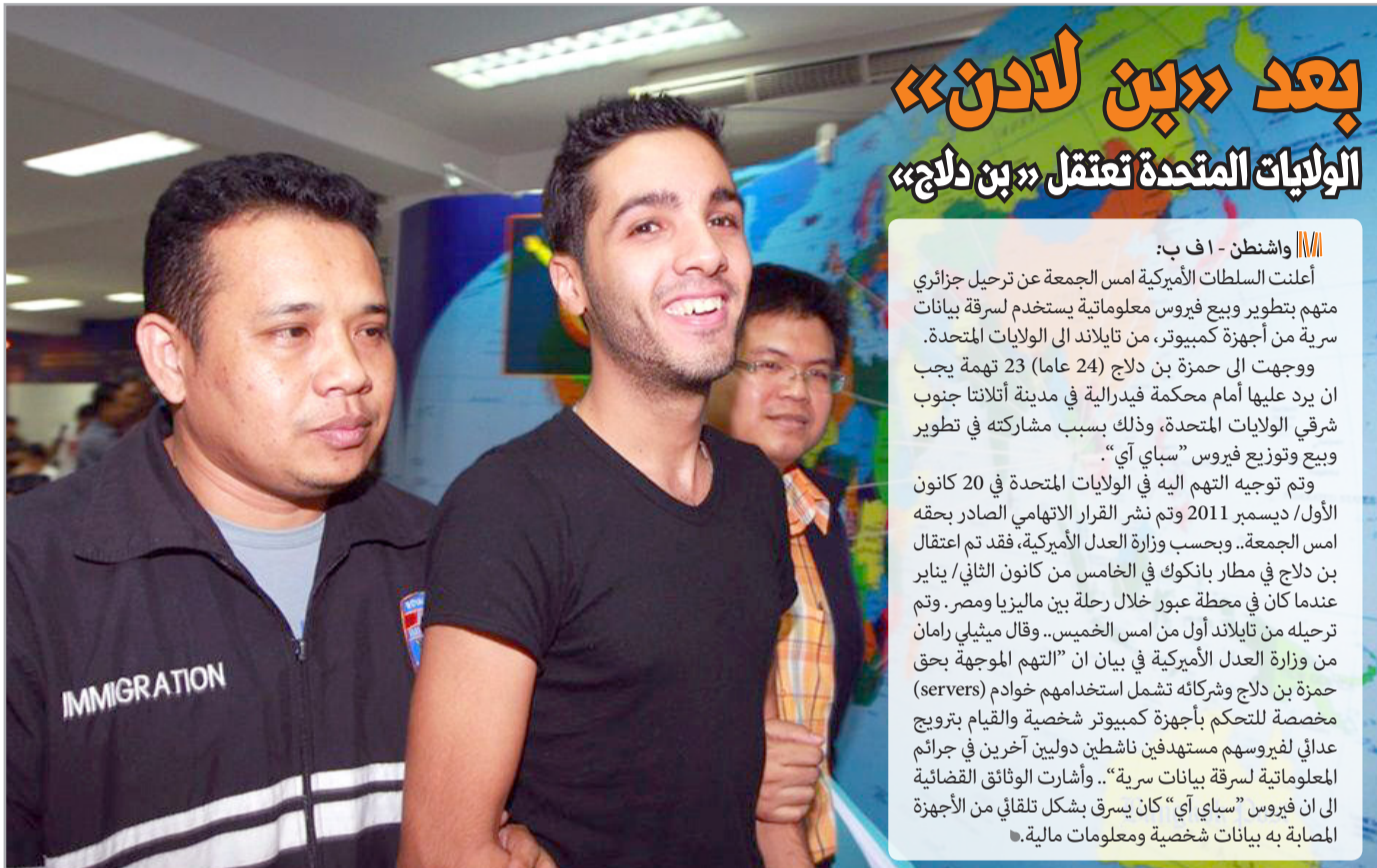 بعد «بن لادن»
الولايات المتحدة تعتقل «بن دلاج»
واشنطن - ا ف ب:
أعلنت السلطات الأميركية امس الجمعة عن ترحيل جزائري
متهم بتطوير وبيع فيروس معلوماتية يستخدم لسرقة بيانات
سرية من أجهزة كمبيوتر، من تايلاند الى الولايات المتحدة.
ووجهت الى حمزة بن دلاج (24 عاما) 23 تهمة يجب
ان يرد عليها أمام محكمة فيدرالية في مدينة أتلانتا جنوب
شرقي الولايات المتحدة، وذلك بسبب مشاركته في تطوير
وبيع وتوزيع فيروس ”سباي آي“.
وتم توجيه التهم اليه في الولايات المتحدة في 20 كانون
الأول/ ديسمبر 2011 وتم نشر القرار الاتهامي الصادر بحقه
امس الجمعة.. وبحسب وزارة العدل الأميركية، فقد تم اعتقال
بن دلاج في مطار بانكوك في الخامس من كانون الثاني/ يناير
عندما كان في محطة عبور خلال رحلة بين ماليزيا ومصر. وتم
ترحيله من تايلاند أول من امس الخميس.. وقال ميثيلي رامان
من وزارة العدل الأميركية في بيان ان ”التهم الموجهة بحق
حمزة بن دلاج وشركائه تشمل استخدامهم خوادم (servers)
مخصصة للتحكم بأجهزة كمبيوتر شخصية والقيام بترويج
عدائي لفيروسهم مستهدفين ناشطين دوليين آخرين في جرائم
المعلوماتية لسرقة بيانات سرية“.. وأشارت الوثائق القضائية
الى ان فيروس ”سباي آي“ كان يسرق بشكل تلقائي من الأجهزة
المصابة به بيانات شخصية ومعلومات مالية.
IMMIGRATION